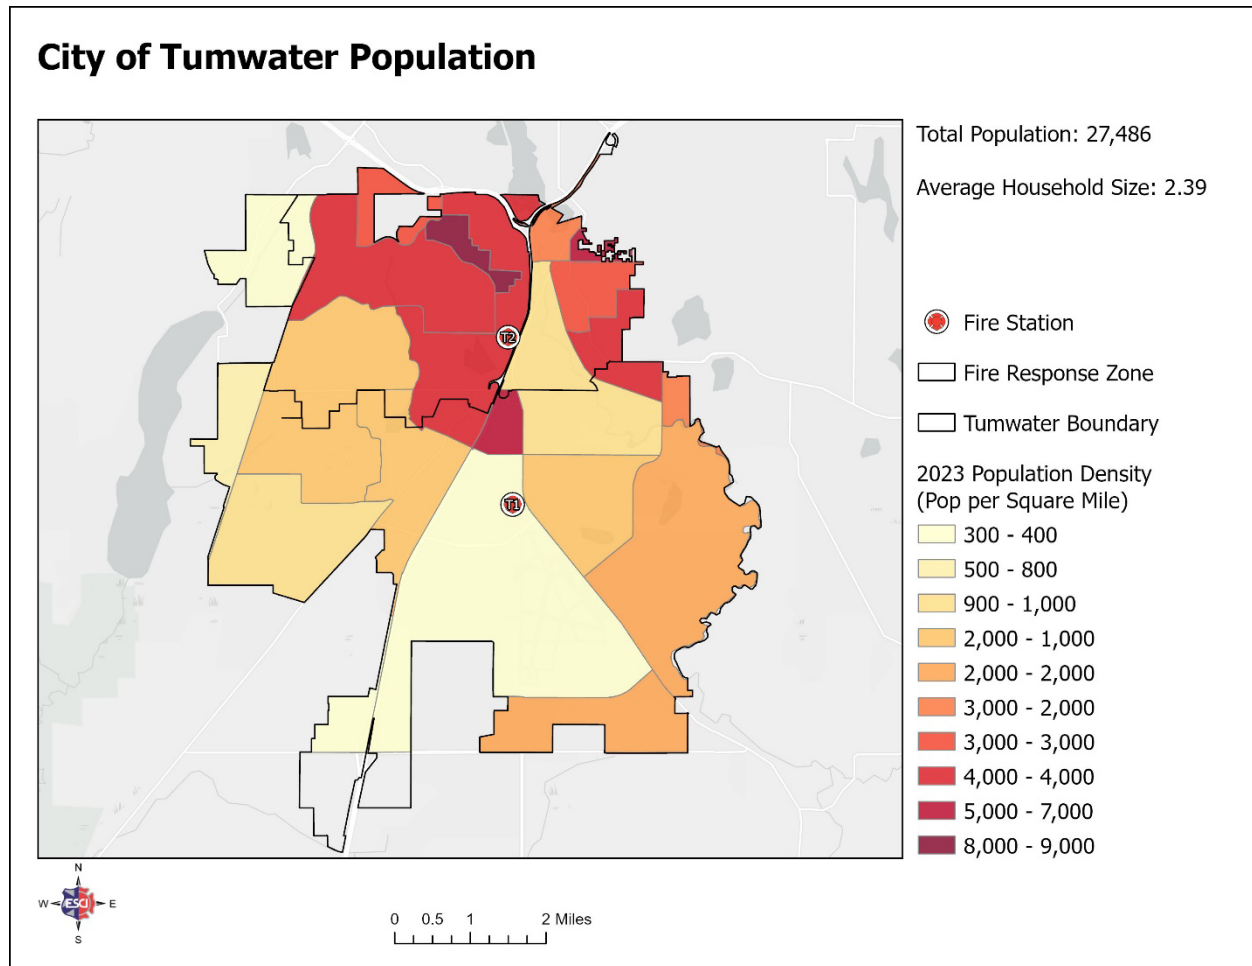 City of Tumwater Population
Total Population: 27,486
Average Household Size: 2.39
T2
T1
Fire Station
Fire Response Zone
Tumwater Boundary
2023 Population Density
(Pop per Square Mile)
300 - 400
500 - 800
900 - 1,000
2,000 - 1,000
2,000 - 2,000
3,000 - 2,000
3,000 - 3,000
4,000 - 4,000
5,000 - 7,000
8,000 - 9,000
N
W ESCI E
S
0 0.5 1 2 Miles